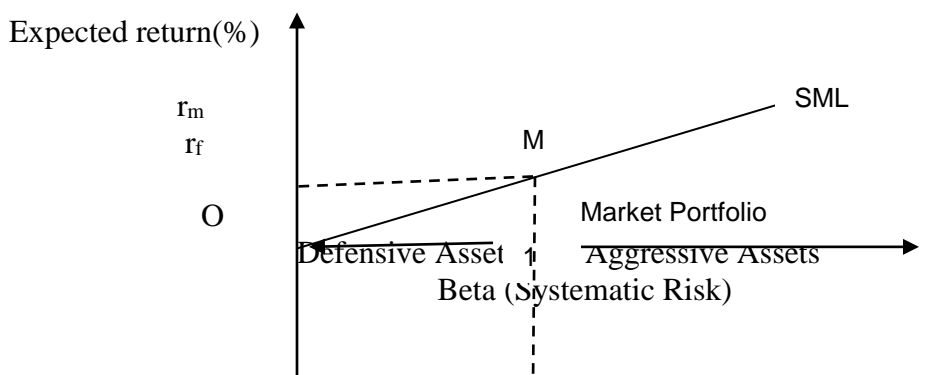 Expected return(%)
SML
rm
M
rf
O
Market Portfolio
Defensive Asset 1 Aggressive Assets
Beta (Systematic Risk)